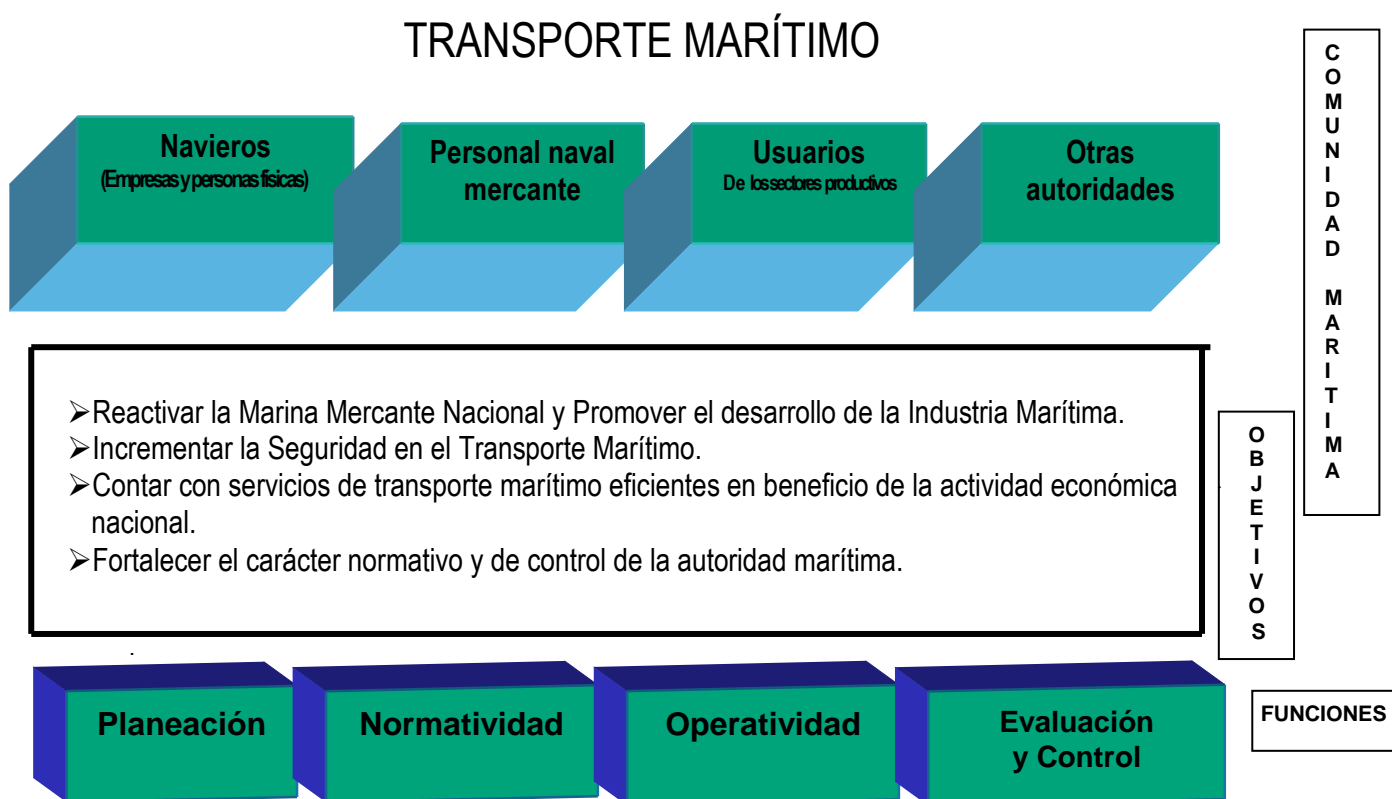 TRANSPORTE MARÍTIMO
Navieros
(Empresas y personas físicas)
Personal naval
mercante
Usuarios
De los sectores productivos
Otras
autoridades
COMUNIDAD MARITIMA
➢Reactivar la Marina Mercante Nacional y Promover el desarrollo de la Industria Marítima.
➢Incrementar la Seguridad en el Transporte Marítimo.
➢Contar con servicios de transporte marítimo eficientes en beneficio de la actividad económica
nacional.
➢Fortalecer el carácter normativo y de control de la autoridad marítima.
OBJETIVOS
Planeación
Normatividad
Operatividad
Evaluación
y Control
FUNCIONES